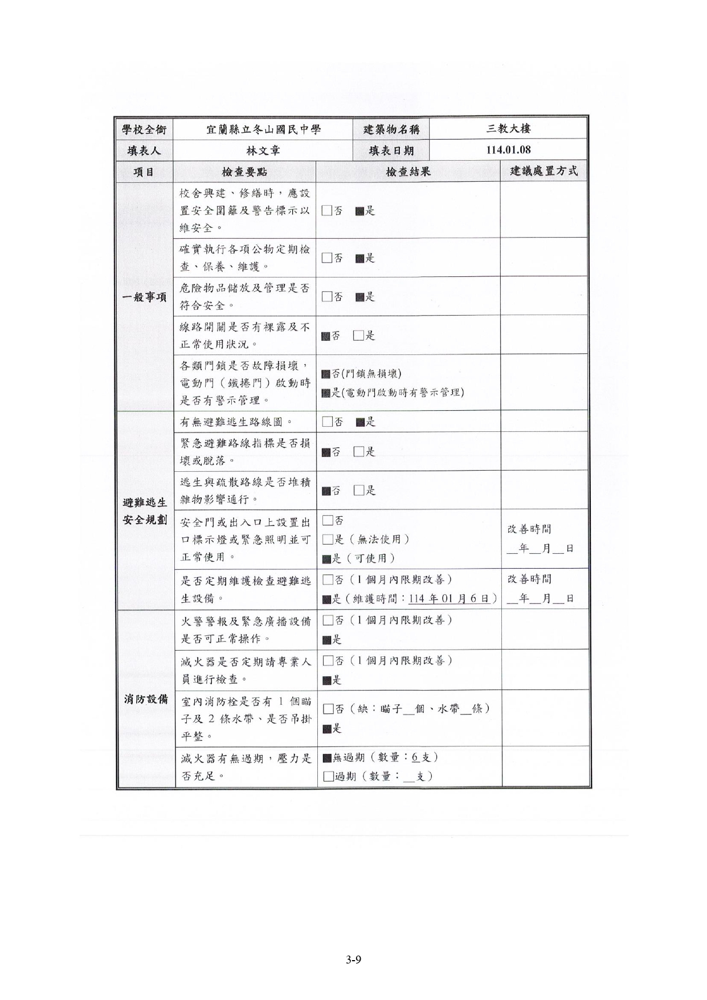 學校全銜 宜蘭縣立冬山國民中學 建築物名稱 三教大樓
填表人 林文章 填表日期 114.01.08
項目 檢查要點 檢查結果 建議處置方式
一般事項
校舍興建、修繕時，應設
置安全圍籬及警告標示以
維安全。
□否 ■是
確實執行各項公物定期檢
查、保養、維護。
□否 ■是
危險物品儲放及管理是否
符合安全。
□否 ■是
線路開關是否有裸露及不
正常使用狀況。
■否 □是
各類門鎖是否故障損壞，
電動門（鐵捲門）啟動時
是否有警示管理。
■否(門鎖無損壞)
■是(電動門啟動時有警示管理)
避難逃生
安全規劃
有無避難逃生路線圖。
□否 ■是
緊急避難路線指標是否損
壞或脫落。
■否 □是
逃生與疏散路線是否堆積
雜物影響通行。
■否 □是
安全門或出入口上設置出
口標示燈或緊急照明並可
正常使用。
□否
□是（無法使用）
■是（可使用）
改善時間
__年__月__日
是否定期維護檢查避難逃
生設備。
□否（1 個月內限期改善）
■是（維護時間：114 年 01 月 6 日）
改善時間
__年__月__日
消防設備
火警警報及緊急廣播設備
是否可正常操作。
□否（1 個月內限期改善）
■是
滅火器是否定期請專業人
員進行檢查。
□否（1 個月內限期改善）
■是
室內消防栓是否有 1 個瞄
子及 2 條水帶、是否吊掛
平整。
□否（缺：瞄子__個、水帶__條）
■是
滅火器有無過期，壓力是
否充足。
■無過期（數量：6 支）
□過期（數量：__支）
3-9